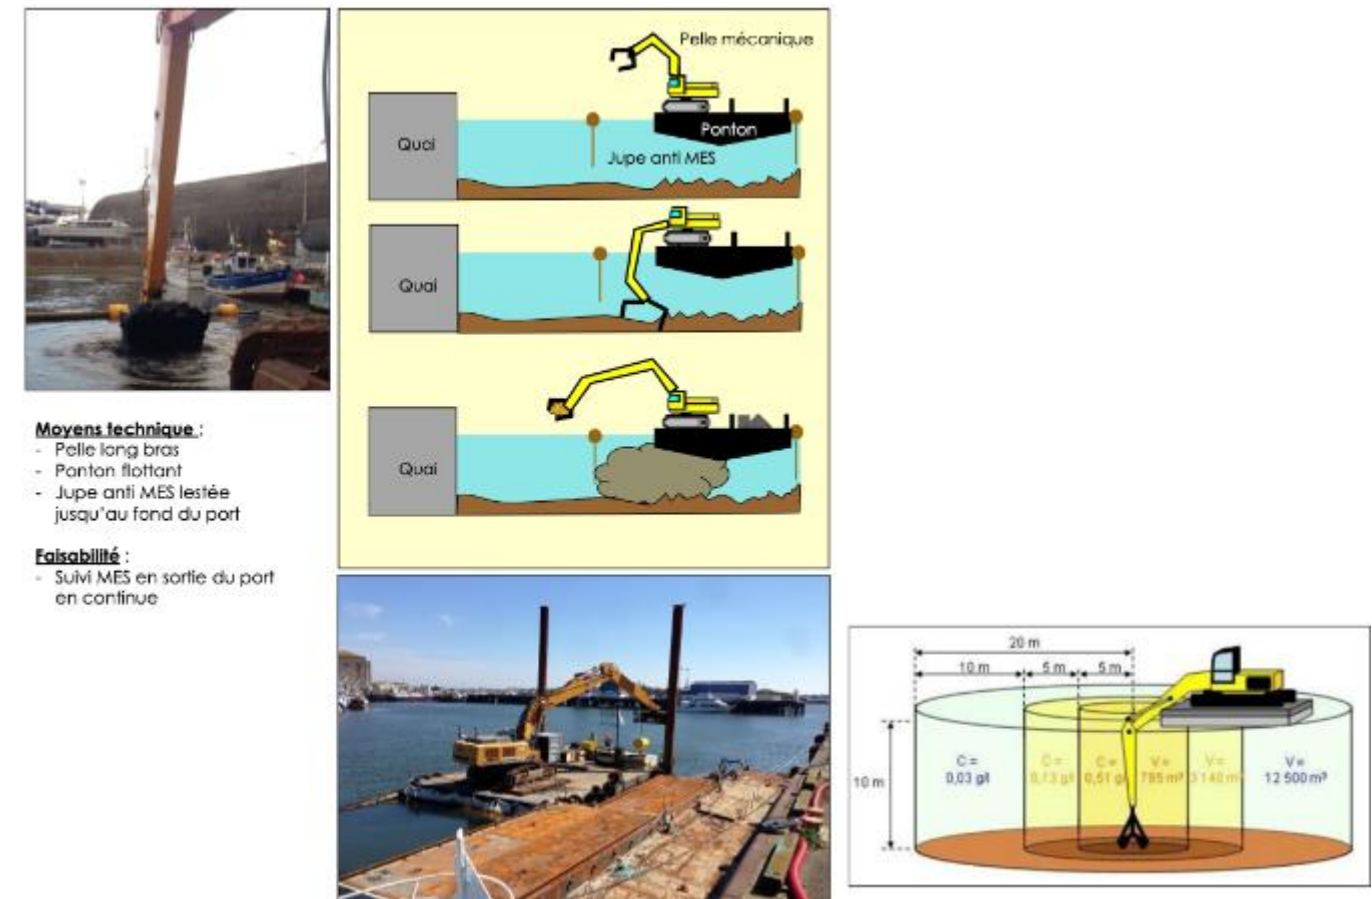 Pelle mécanique
Quai
Ponton
Jupe anti MES
Quai
Quai
Moyens technique :
- Pelle long bras
- Ponton flottant
- Jupe anti MES lestée
jusqu'au fond du port
Faisabilité :
- Suivi MES en sortie du port
en continue
20 m
10 m
5 m
5 m
10 m
C =
0,03 g/l
C =
0,13 g/l
C =
0,51 g
V =
785 m³
V =
3 140 m³
V =
12 500 m³